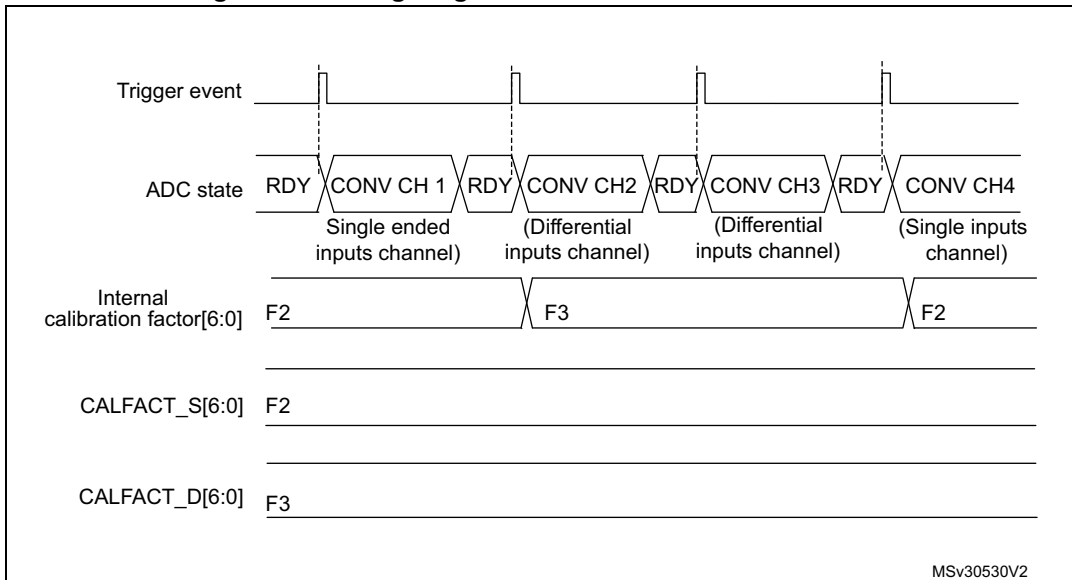 Trigger event
ADC state
RDY
CONV CH 1
RDY
CONV CH2
RDY
CONV CH3
RDY
CONV CH4
Single ended
inputs channel)
(Differential
inputs channel)
(Differential
inputs channel)
(Single inputs
channel)
Internal
calibration factor[6:0]
F2
F3
F2
CALFACT_S[6:0]
F2
CALFACT_D[6:0]
F3
MSv30530V2